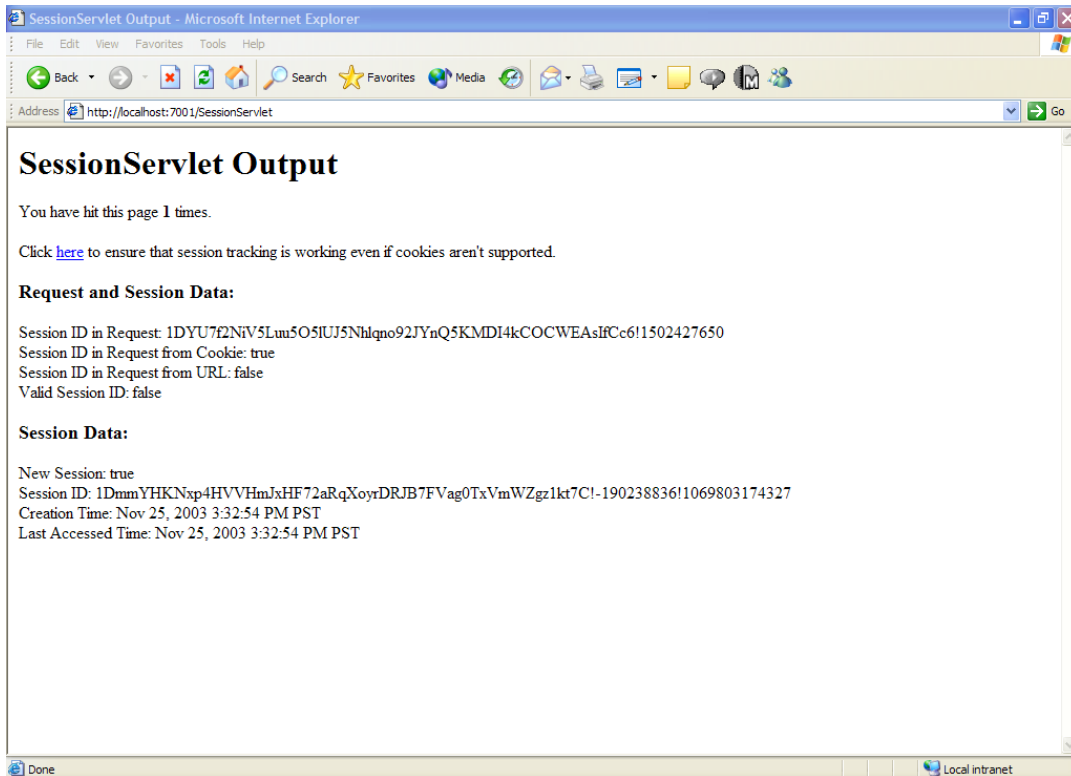 SessionServlet Output - Microsoft Internet Explorer
File Edit View Favorites Tools Help
Back Search Favorites Media
Address http://localhost:7001/SessionServlet Go
SessionServlet Output
You have hit this page 1 times.
Click here to ensure that session tracking is working even if cookies aren't supported.
Request and Session Data:
Session ID in Request: 1DYU7f2NiV5Luu5O5lUJ5Nhlqno92JYnQ5KMDI4kCOCWEAsIfCc6!1502427650
Session ID in Request from Cookie: true
Session ID in Request from URL: false
Valid Session ID: false
Session Data:
New Session: true
Session ID: 1DmmYHKNxp4HVVHmJxHF72aRqXoyrDRJB7FVag0TxVmWZgz1kt7C!-190238836!1069803174327
Creation Time: Nov 25, 2003 3:32:54 PM PST
Last Accessed Time: Nov 25, 2003 3:32:54 PM PST
Done Local intranet